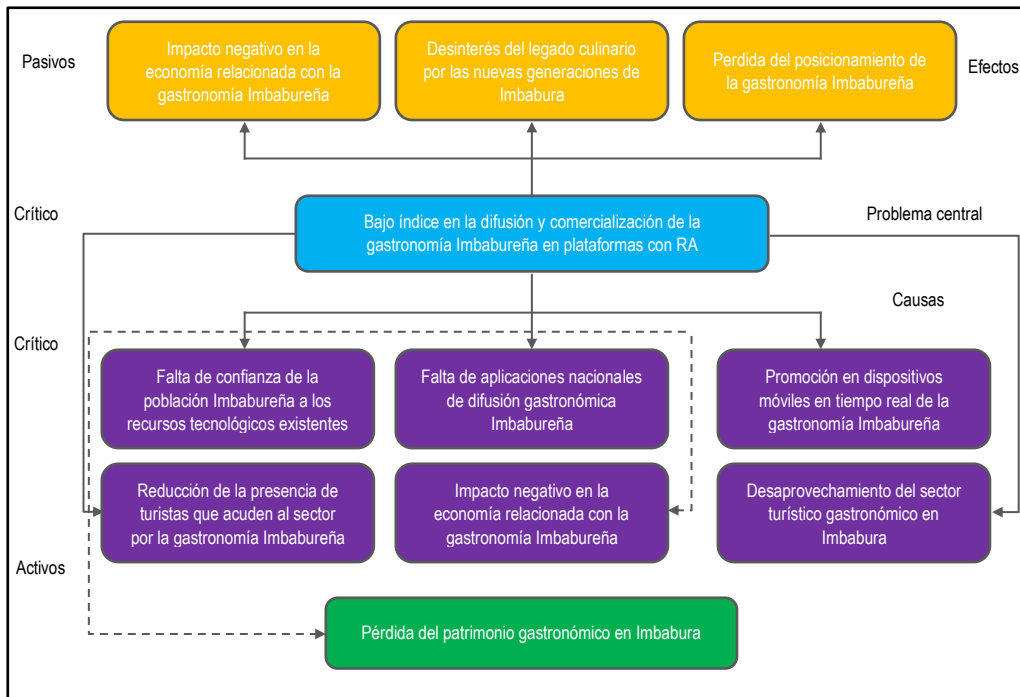 Pasivos
Impacto negativo en la
economía relacionada con la
gastronomía Imbabureña
Desinterés del legado culinario
por las nuevas generaciones de
Imbabura
Perdida del posicionamiento de
la gastronomía Imbabureña
Efectos
Crítico
Bajo índice en la difusión y comercialización de la
gastronomía Imbabureña en plataformas con RA
Problema central
Causas
Crítico
Falta de confianza de la
población Imbabureña a los
recursos tecnológicos existentes
Falta de aplicaciones nacionales
de difusión gastronómica
Imbabureña
Promoción en dispositivos
móviles en tiempo real de la
gastronomía Imbabureña
Reducción de la presencia de
turistas que acuden al sector
por la gastronomía Imbabureña
Impacto negativo en la
economía relacionada con la
gastronomía Imbabureña
Desaprovechamiento del sector
turístico gastronómico en
Imbabura
Activos
Pérdida del patrimonio gastronómico en Imbabura